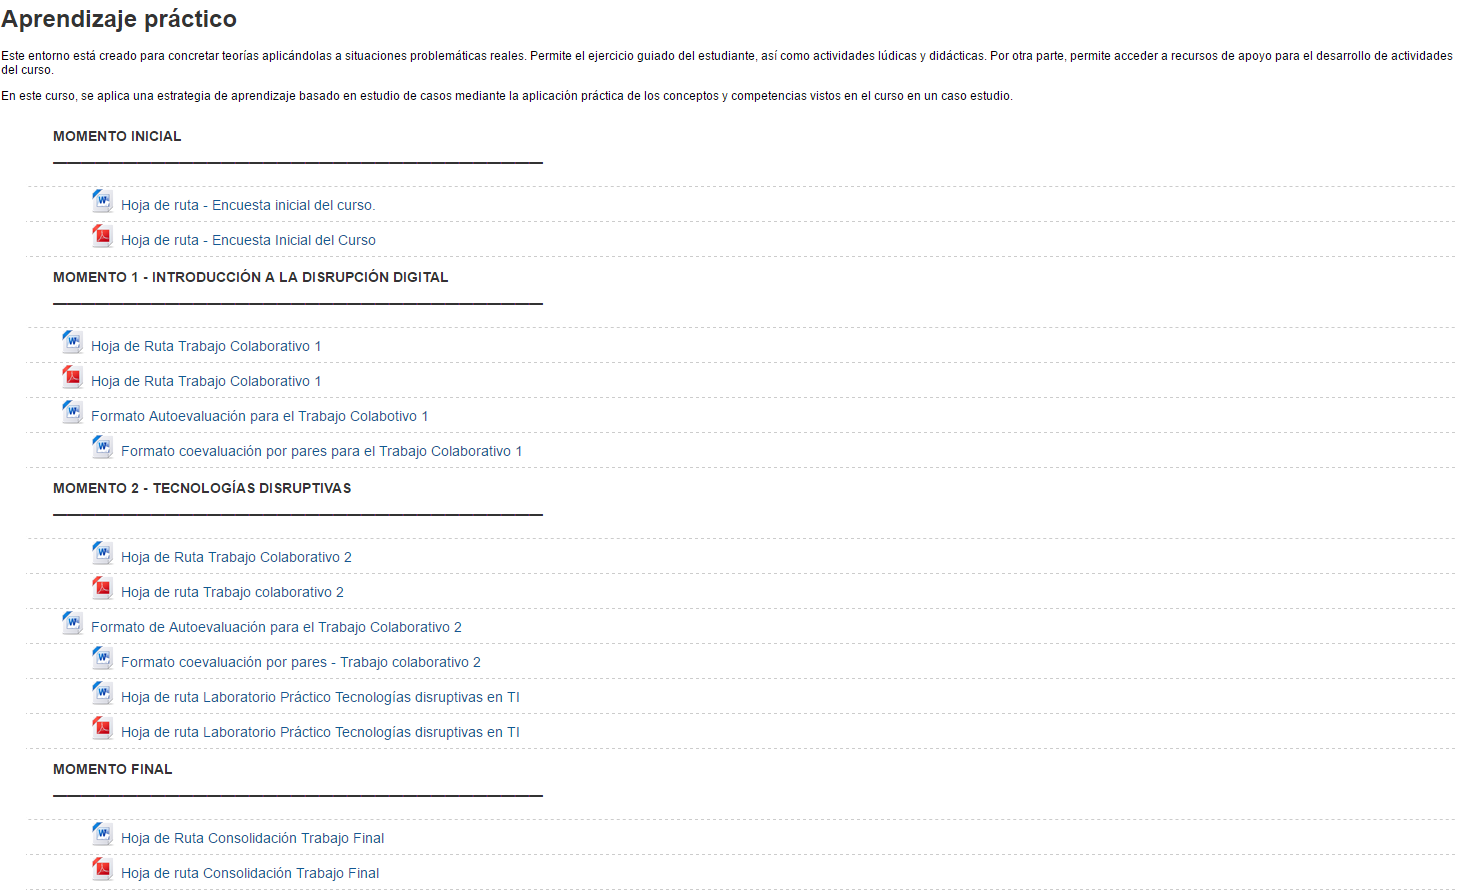 Aprendizaje práctico
Este entorno está creado para concretar teorías aplicándolas a situaciones problemáticas reales. Permite el ejercicio guiado del estudiante, así como actividades lúdicas y didácticas. Por otra parte, permite acceder a recursos de apoyo para el desarrollo de actividades
del curso.
En este curso, se aplica una estrategia de aprendizaje basado en estudio de casos mediante la aplicación práctica de los conceptos y competencias vistos en el curso en un caso estudio.
MOMENTO INICIAL
Hoja de ruta - Encuesta inicial del curso.
Hoja de ruta - Encuesta Inicial del Curso
MOMENTO 1 - INTRODUCCIÓN A LA DISRUPCIÓN DIGITAL
Hoja de Ruta Trabajo Colaborativo 1
Hoja de Ruta Trabajo Colaborativo 1
Formato Autoevaluación para el Trabajo Colabotivo 1
Formato coevaluación por pares para el Trabajo Colaborativo 1
MOMENTO 2 - TECNOLOGÍAS DISRUPTIVAS
Hoja de Ruta Trabajo Colaborativo 2
Hoja de ruta Trabajo colaborativo 2
Formato de Autoevaluación para el Trabajo Colaborativo 2
Formato coevaluación por pares - Trabajo colaborativo 2
Hoja de ruta Laboratorio Práctico Tecnologías disruptivas en TI
Hoja de ruta Laboratorio Práctico Tecnologías disruptivas en TI
MOMENTO FINAL
Hoja de Ruta Consolidación Trabajo Final
Hoja de ruta Consolidación Trabajo Final